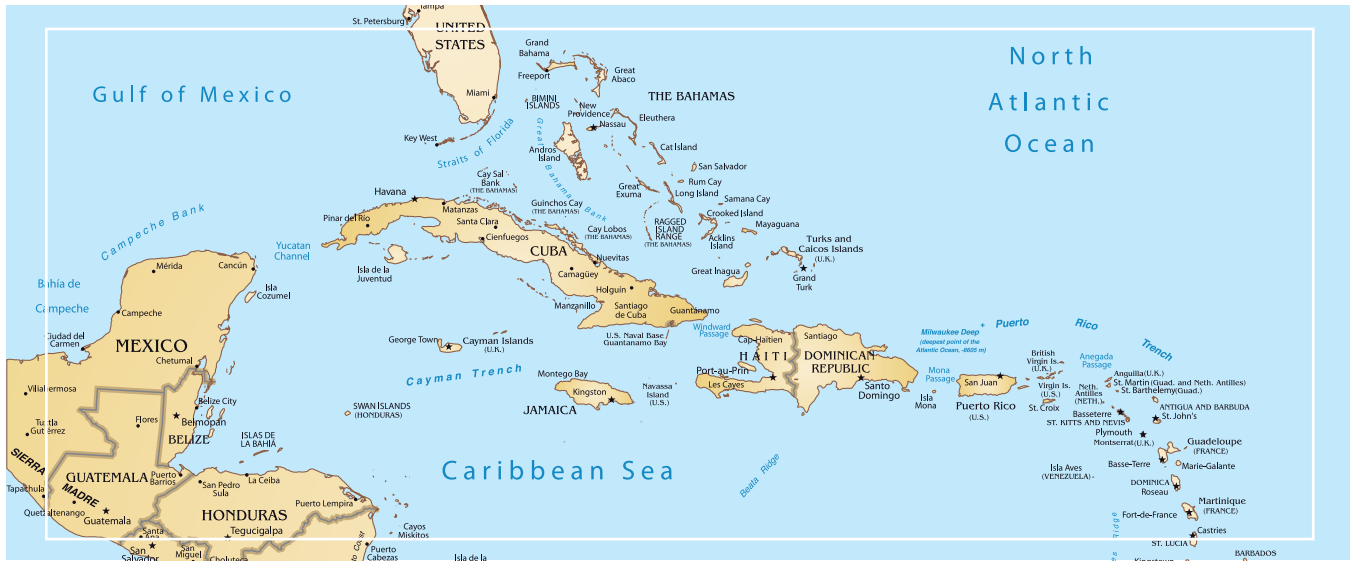 Tampa
St. Petersburg
UNITED
STATES
Miami
Key West
Gulf of Mexico
Straits of Florida
North
Atlantic
Ocean
Grand
Bahama
Freeport
Great
Abaco
BIMINI
ISLANDS
THE BAHAMAS
New
Providence
Nassau
Eleuthera
Andros
Island
Great Bahama Bank
Cat Island
San Salvador
Rum Cay
Great
Exuma
Long Island
Samana Cay
Crooked Island
Mayaguana
Acklins
Island
RAGGED
ISLAND
RANGE
(THE BAHAMAS)
Cay Sal
Bank
(THE BAHAMAS)
Guinchos Cay
(THE BAHAMAS)
Cay Lobos
(THE BAHAMAS)
Turks and
Caicos Islands
(U.K.)
Grand
Turk
Great Inagua
Havana
Matanzas
Pinar del Río
Santa Clara
Cienfuegos
CUBA
Nuevitas
Camagüey
Isla de la
Juventud
Holguín
Manzanillo
Santiago
de Cuba
Guantánamo
U.S. Naval Base
Guantanamo Bay
Windward
Passage
Campeche Bank
Yucatan
Channel
Bahía de
Campeche
Mérida
Cancún
Isla
Cozumel
Campeche
Ciudad del
Carmen
MEXICO
Chetumal
Villahermosa
Tuxtla
Gutiérrez
Flores
Belize City
Belmopan
BELIZE
SIERRA
MADRE
GUATEMALA
Puerto
Barrios
Tapachula
Quetzaltenango
Guatemala
ISLAS DE
LA BAHÍA
San Pedro
Sula
La Ceiba
Puerto Lempira
HONDURAS
Tegucigalpa
Santa
Ana
San
Salvador
San
Miguel
Choluteca
Cayos
Miskitos
Puerto
Cabezas
Isla de la
SWAN ISLANDS
(HONDURAS)
George Town
Cayman Islands
(U.K.)
Cayman Trench
Montego Bay
Kingston
JAMAICA
Navassa
Island
(U.S.)
Caribbean Sea
Beata Ridge
Cap-Haïtien
HAITI
Port-au-Prin
Les Cayes
Santiago
DOMINICAN
REPUBLIC
Santo
Domingo
Milwaukee Deep
(deepest point of the
Atlantic Ocean, -8605 m)
Puerto Rico Trench
Mona
Passage
Isla
Mona
San Juan
Puerto Rico
(U.S.)
British
Virgin Is.
(U.K.)
Virgin Is.
(U.S.)
St. Croix
Anegada
Passage
Anguilla (U.K.)
St. Martin (Guad. and Neth. Antilles)
St. Barthelemy (Guad.)
Neth.
Antilles
(NETH.)
ANTIGUA AND BARBUDA
St. John's
Basseterre
ST. KITTS AND NEVIS
Plymouth
Montserrat (U.K.)
Guadeloupe
(FRANCE)
Basse-Terre
Marie-Galante
Isla Aves
(VENEZUELA)
DOMINICA
Roseau
Martinique
(FRANCE)
Fort-de-France
Castries
ST. LUCIA
Ridge
BARBADOS